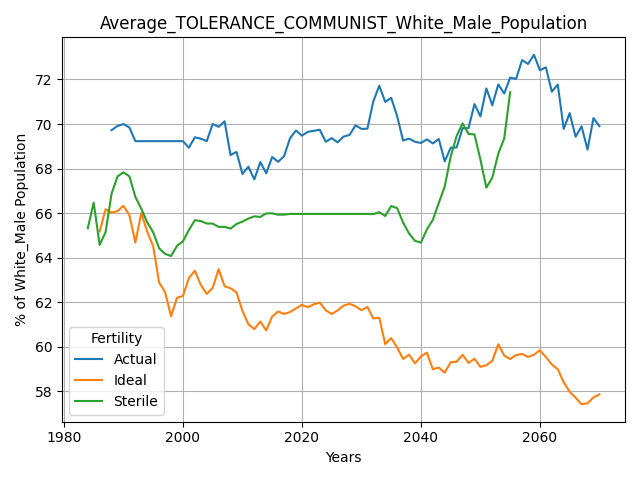 Average_TOLERANCE_COMMUNIST_White_Male_Population
% of White_Male Population
72
70
68
66
64
62
60
58
Fertility
Actual
Ideal
Sterile
1980
2000
2020
2040
2060
Years